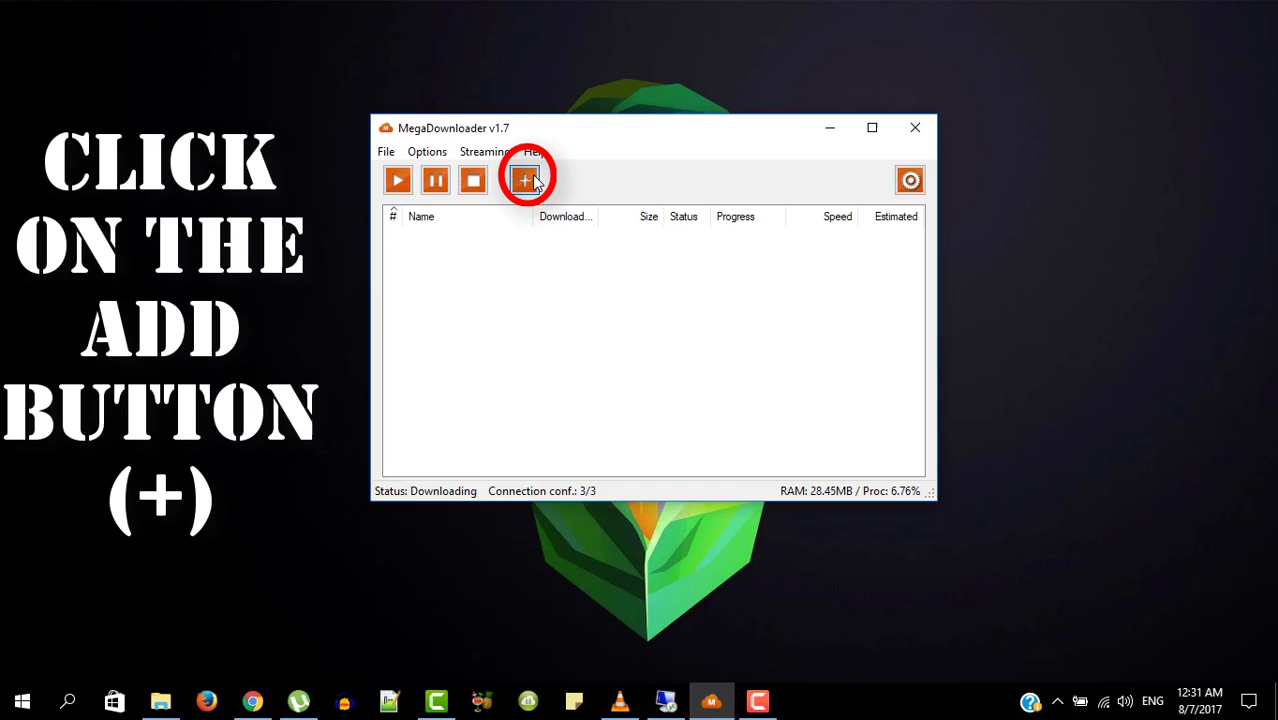 CLICK
ON THE
ADD
BUTTON
(+)
MegaDownloader v1.7
File Options Streaming Help
# Name Download... Size Status Progress Speed Estimated
Status: Downloading Connection conf.: 3/3 RAM: 28.45MB / Proc: 6.76%
ENG
12:31 AM
8/7/2017